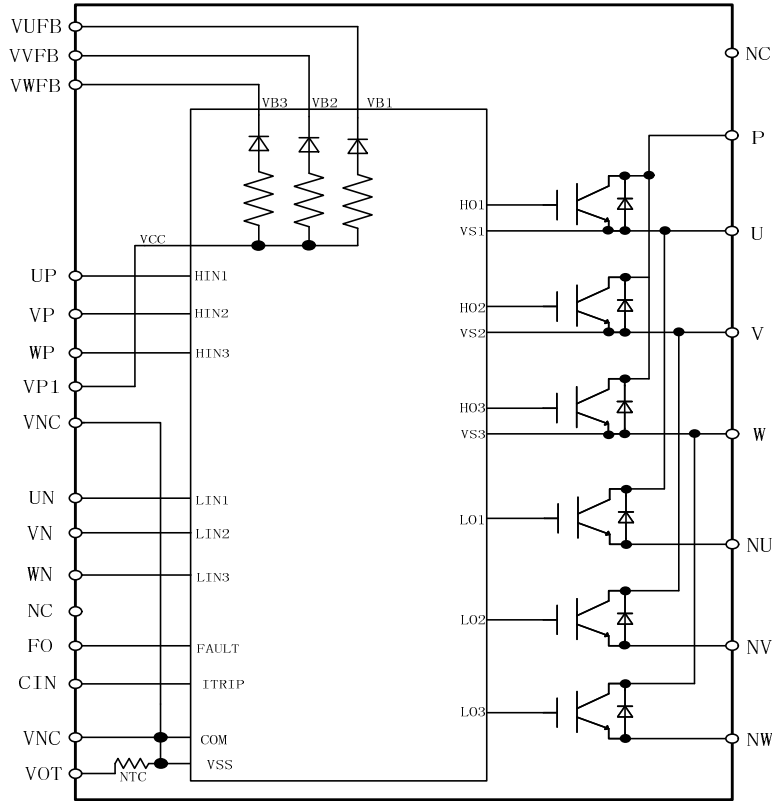 VUFB
VVFB
VWFB
VB3 VB2 VB1
NC
P
HO1
VS1
U
VCC
UP
HIN1
VP
HIN2
HO2
VS2
V
WP
HIN3
VP1
HO3
VNC
VS3
W
UN
LIN1
LO1
VN
LIN2
NU
WN
LIN3
NC
LO2
FO
FAULT
NV
CIN
ITRIP
LO3
VNC
COM
NW
VSS
VOT
NTC